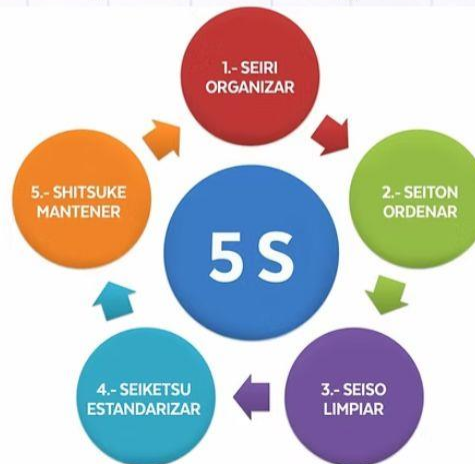 1.- SEIRI
ORGANIZAR
2.- SEITON
ORDENAR
3.- SEISO
LIMPIAR
4.- SEIKETSU
ESTANDARIZAR
5.- SHITSUKE
MANTENER
5 S